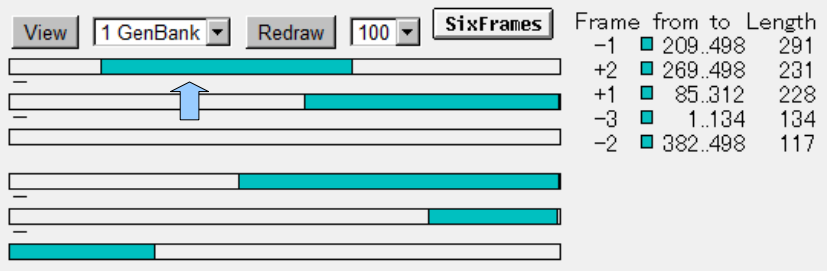 View 1 GenBank Redraw 100 SixFrames
Frame from to Length
-1 209..498 291
+2 269..498 231
+1 85..312 228
-3 1..134 134
-2 382..498 117